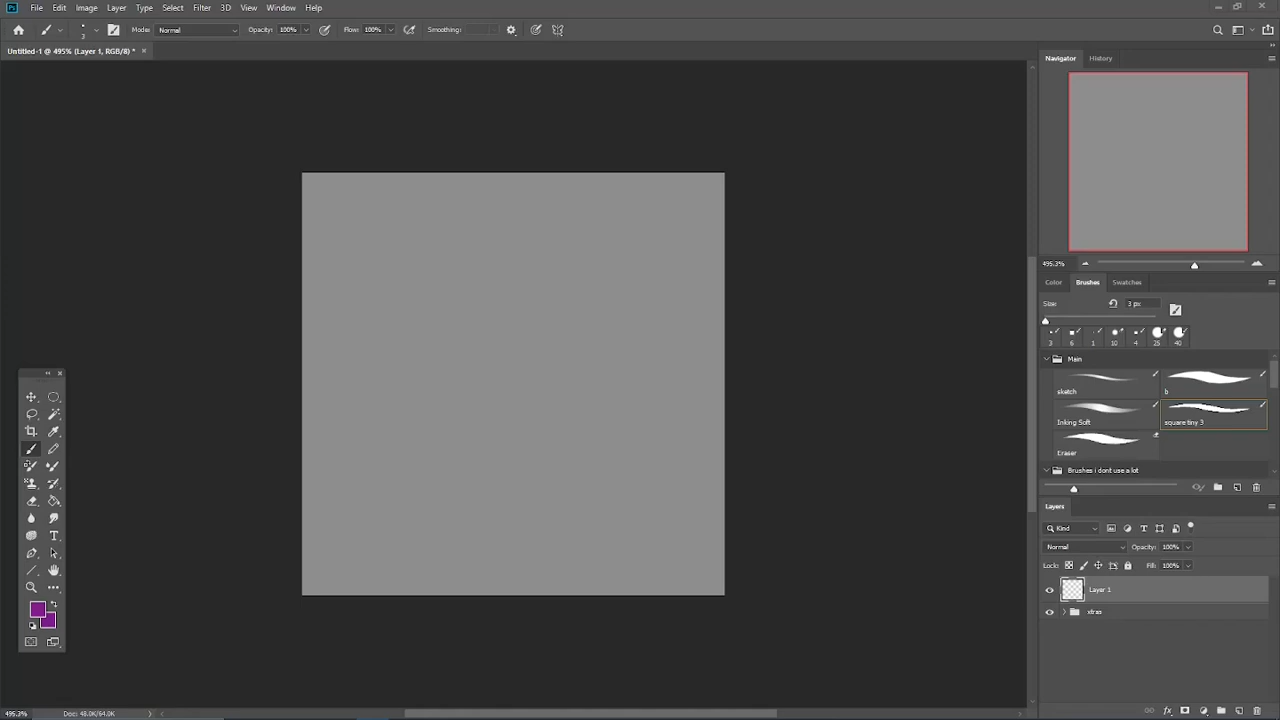 Ps File Edit Image Layer Type Select Filter 3D View Window Help
3 Mode: Normal Opacity: 100% Flow: 100% Smoothing:
Untitled-1 @ 495% (Layer 1, RGB/8) * ×
Navigator History
495.3%
Color Brushes Swatches
Size: 3 px
3 6 1 10 4 25 40
Main
sketch b
Inking Soft square tiny 3
Eraser
Brushes i dont use a lot
Layers
Kind
Normal Opacity: 100%
Lock: Fill: 100%
Layer 1
495.3% Doc: 48.0K/64.0K